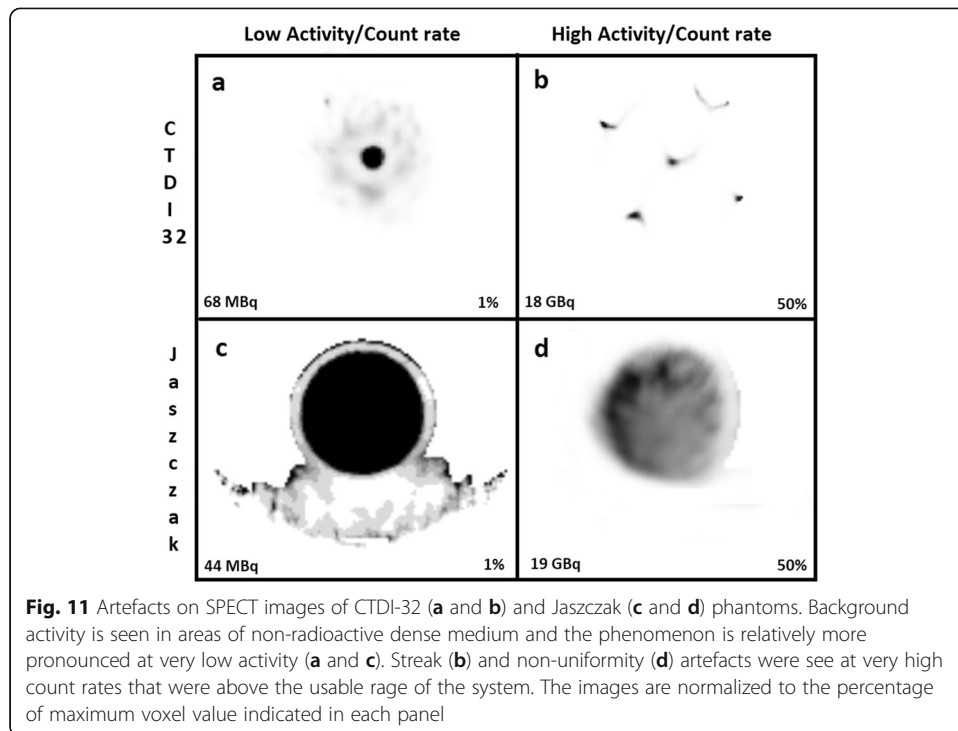 Low Activity/Count rate
High Activity/Count rate
C
T
D
I
32
a
68 MBq
1%
b
18 GBq
50%
J
a
s
z
c
z
a
k
c
44 MBq
1%
d
19 GBq
50%
Fig. 11 Artefacts on SPECT images of CTDI-32 (a and b) and Jaszczak (c and d) phantoms. Background
activity is seen in areas of non-radioactive dense medium and the phenomenon is relatively more
pronounced at very low activity (a and c). Streak (b) and non-uniformity (d) artefacts were see at very high
count rates that were above the usable rage of the system. The images are normalized to the percentage
of maximum voxel value indicated in each panel